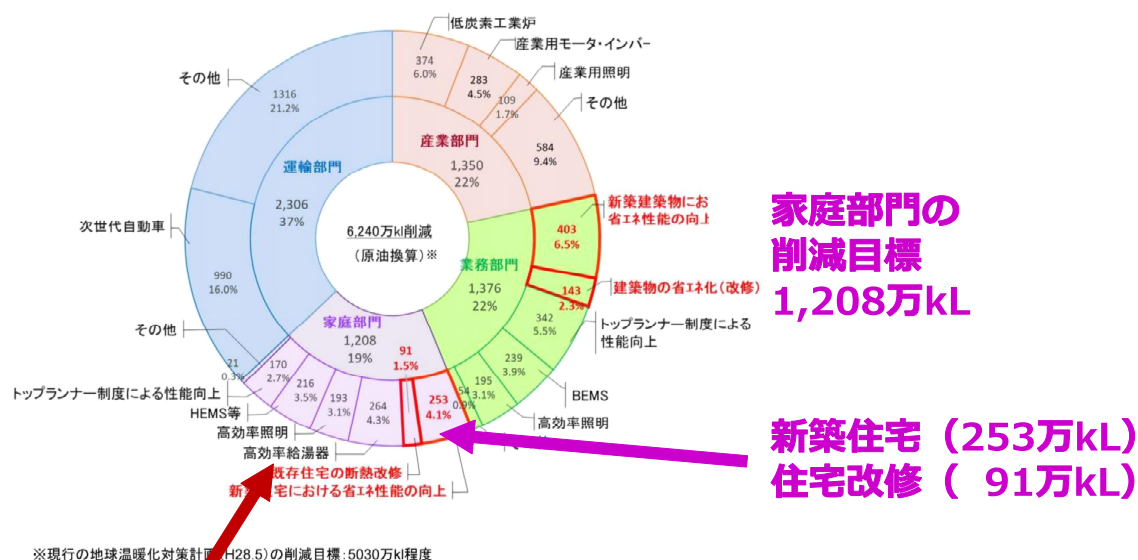 低炭素工業炉
産業用モータ・インバー
産業用照明
その他
374
6.0%
283
4.5%
109
1.7%
584
9.4%
産業部門
1,350
22%
その他
1316
21.2%
運輸部門
2,306
37%
次世代自動車
990
16.0%
6,240万kl削減
(原油換算)※
新築建築物にお
省エネ性能の向上
403
6.5%
業務部門
1,376
22%
143
2.3%
建築物の省エネ化(改修)
342
5.5%
トップランナー制度による
性能向上
239
3.9%
BEMS
195
3.1%
高効率照明
54
0.9%
家庭部門
1,208
19%
91
1.5%
253
4.1%
264
4.3%
193
3.1%
216
3.5%
170
2.7%
21
0.3%
その他
トップランナー制度による性能向上
HEMS等
高効率照明
高効率給湯器
既存住宅の断熱改修
宅における省エネ性能の向上
家庭部門の
削減目標
1,208万kL
新築住宅(253万kL)
住宅改修( 91万kL)
※現行の地球温暖化対策計画(H28.5)の削減目標:5030万kl程度